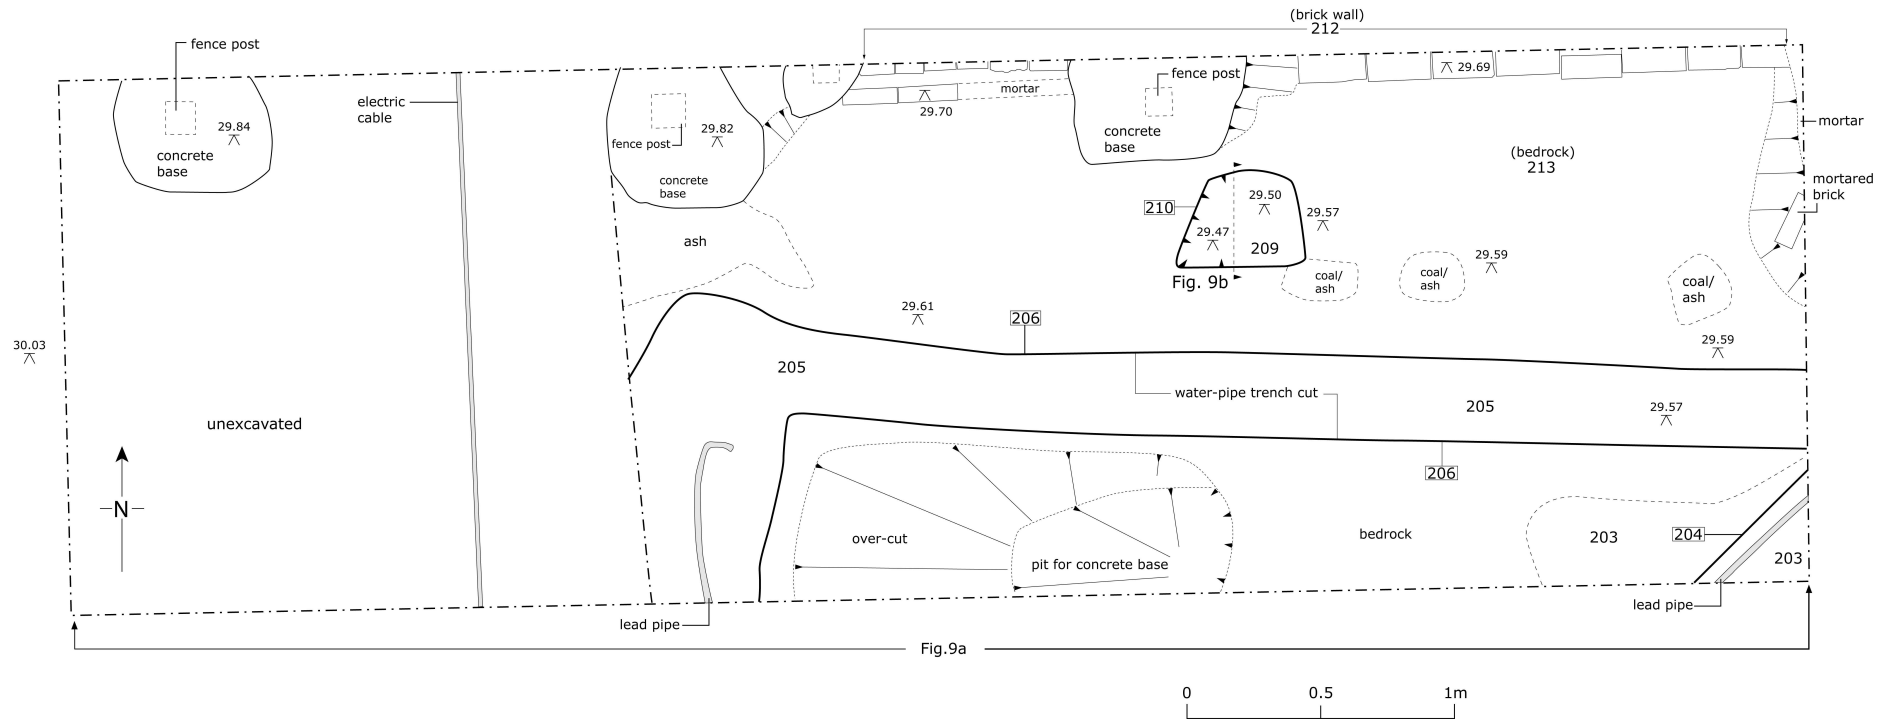 (brick wall)
212
fence post
29.84
concrete
base
electric
cable
29.82
fence post
concrete
base
29.70
mortar
fence post
concrete
base
29.69
(bedrock)
213
mortar
mortared
brick
210
29.50
29.47
209
29.57
Fig. 9b
29.59
coal/
ash
coal/
ash
coal/
ash
29.59
ash
29.61
206
30.03
205
water-pipe trench cut
205
29.57
unexcavated
206
N
over-cut
pit for concrete base
bedrock
203
204
203
lead pipe
lead pipe
Fig.9a
0
0.5
1m